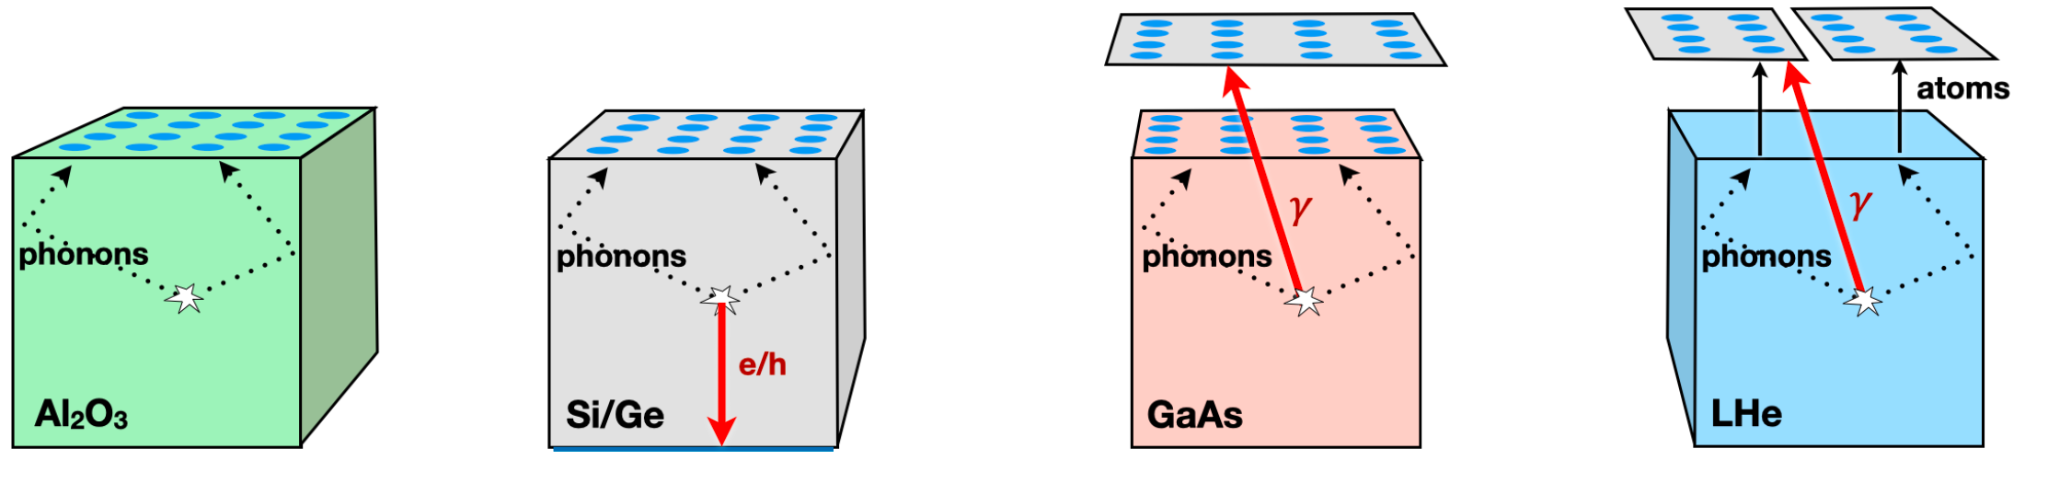 phonons
Al₂O₃
phonons
e/h
Si/Ge
γ
phonons
GaAs
atoms
γ
phonons
LHe